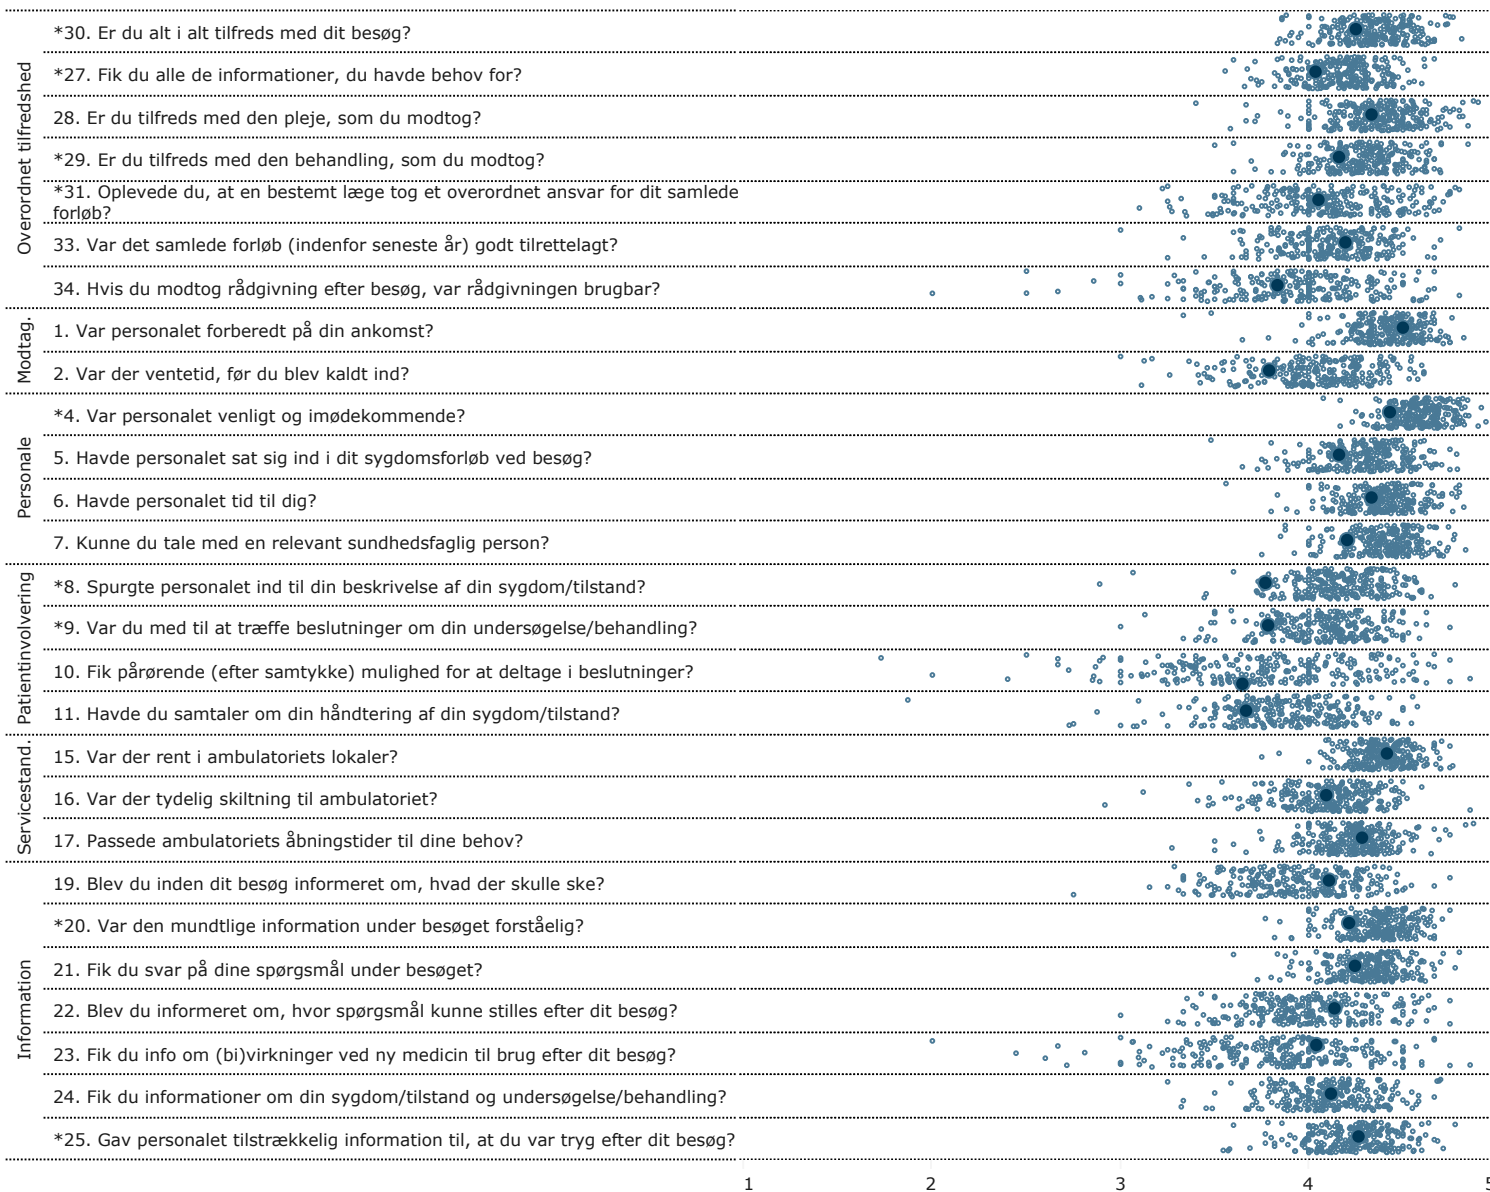 Overordnet tilfredshed
*30. Er du alt i alt tilfreds med dit besøg?
*27. Fik du alle de informationer, du havde behov for?
28. Er du tilfreds med den pleje, som du modtog?
*29. Er du tilfreds med den behandling, som du modtog?
*31. Oplevede du, at en bestemt læge tog et overordnet ansvar for dit samlede
forløb?
33. Var det samlede forløb (indenfor seneste år) godt tilrettelagt?
34. Hvis du modtog rådgivning efter besøg, var rådgivningen brugbar?
Modtag.
1. Var personalet forberedt på din ankomst?
2. Var der ventetid, før du blev kaldt ind?
Personale
*4. Var personalet venligt og imødekommende?
5. Havde personalet sat sig ind i dit sygdomsforløb ved besøg?
6. Havde personalet tid til dig?
7. Kunne du tale med en relevant sundhedsfaglig person?
Patientinvolvering
*8. Spurgte personalet ind til din beskrivelse af din sygdom/tilstand?
*9. Var du med til at træffe beslutninger om din undersøgelse/behandling?
10. Fik pårørende (efter samtykke) mulighed for at deltage i beslutninger?
11. Havde du samtaler om din håndtering af din sygdom/tilstand?
Servicestand.
15. Var der rent i ambulatoriets lokaler?
16. Var der tydelig skiltning til ambulatoriet?
17. Passede ambulatoriets åbningstider til dine behov?
Information
19. Blev du inden dit besøg informeret om, hvad der skulle ske?
*20. Var den mundtlige information under besøget forståelig?
21. Fik du svar på dine spørgsmål under besøget?
22. Blev du informeret om, hvor spørgsmål kunne stilles efter dit besøg?
23. Fik du info om (bi)virkninger ved ny medicin til brug efter dit besøg?
24. Fik du informationer om din sygdom/tilstand og undersøgelse/behandling?
*25. Gav personalet tilstrækkelig information til, at du var tryg efter dit besøg?
1 2 3 4 5